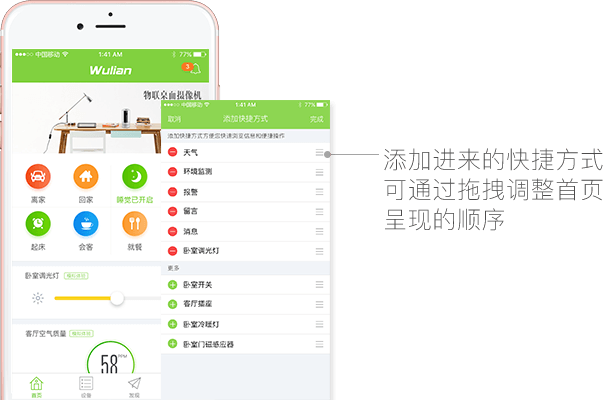 中国移动 1:41 AM 77%
Wulian
3
物联桌面摄像机
离家 回家 睡觉已开启
起床 会客 就餐
卧室调光灯
客厅空气质量
58 PPM
首页 设备 发现
中国移动 1:41 AM 77%
取消 添加快捷方式 完成
添加快捷方式方便您快速浏览信息和便捷操作
天气
环境监测
报警
留言
消息
卧室调光灯
更多
卧室开关
客厅插座
卧室冷暖灯
卧室门磁感应器
添加进来的快捷方式
可通过拖拽调整首页
呈现的顺序